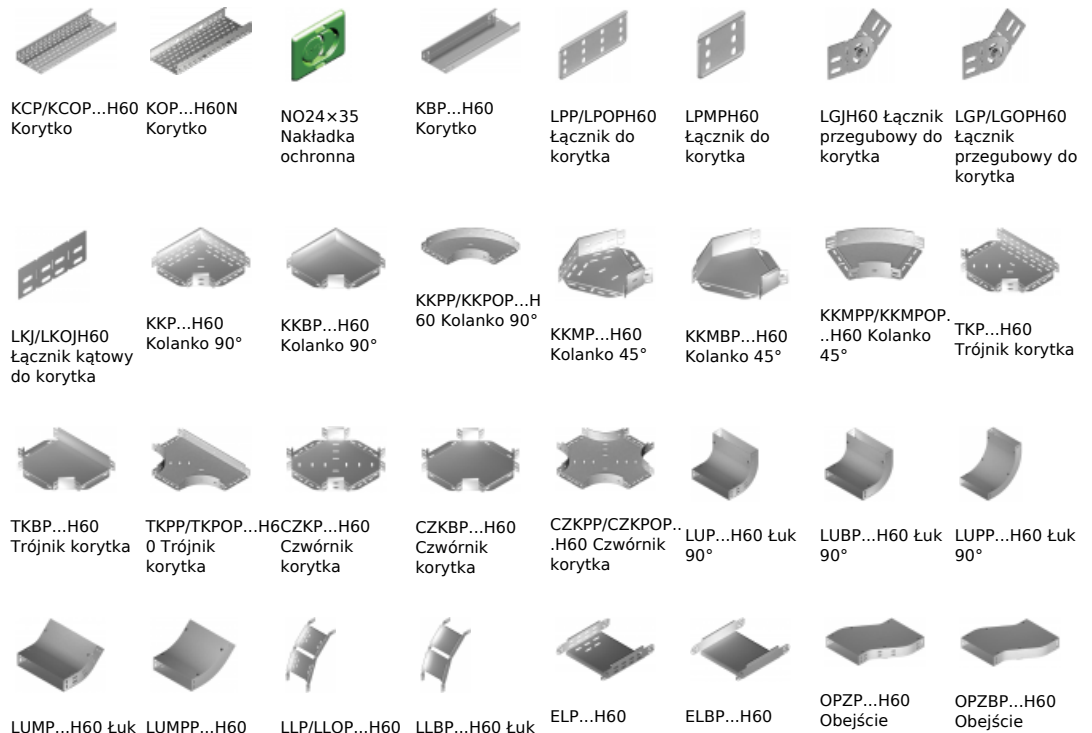 KCP/KCOP...H60
Korytko
KOP...H60N
Korytko
NO24×35
Nakładka
ochronna
KBP...H60
Korytko
LPP/LPOPH60
Łącznik do
korytka
LPMPH60
Łącznik do
korytka
LGJH60 Łącznik
przegubowy do
korytka
LGP/LGOPH60
Łącznik
przegubowy do
korytka
LKJ/LKOJH60
Łącznik kątowy
do korytka
KKP...H60
Kolanko 90°
KKBP...H60
Kolanko 90°
KKPP/KKPOP...H
60 Kolanko 90°
KKMP...H60
Kolanko 45°
KKMBP...H60
Kolanko 45°
KKMPP/KKMPOP.
..H60 Kolanko
45°
TKP...H60
Trójnik korytka
TKBP...H60
Trójnik korytka
TKPP/TKPOP...H6
0 Trójnik
korytka
CZKP...H60
Czwórnik
korytka
CZKBP...H60
Czwórnik
korytka
CZKPP/CZKPOP..
.H60 Czwórnik
korytka
LUP...H60 Łuk
90°
LUBP...H60 Łuk
90°
LUPP...H60 Łuk
90°
LUMP...H60 Łuk
LUMPP...H60
LLP/LLOP...H60
LLBP...H60 Łuk
ELP...H60
ELBP...H60
OPZP...H60
Obejście
OPZBP...H60
Obejście